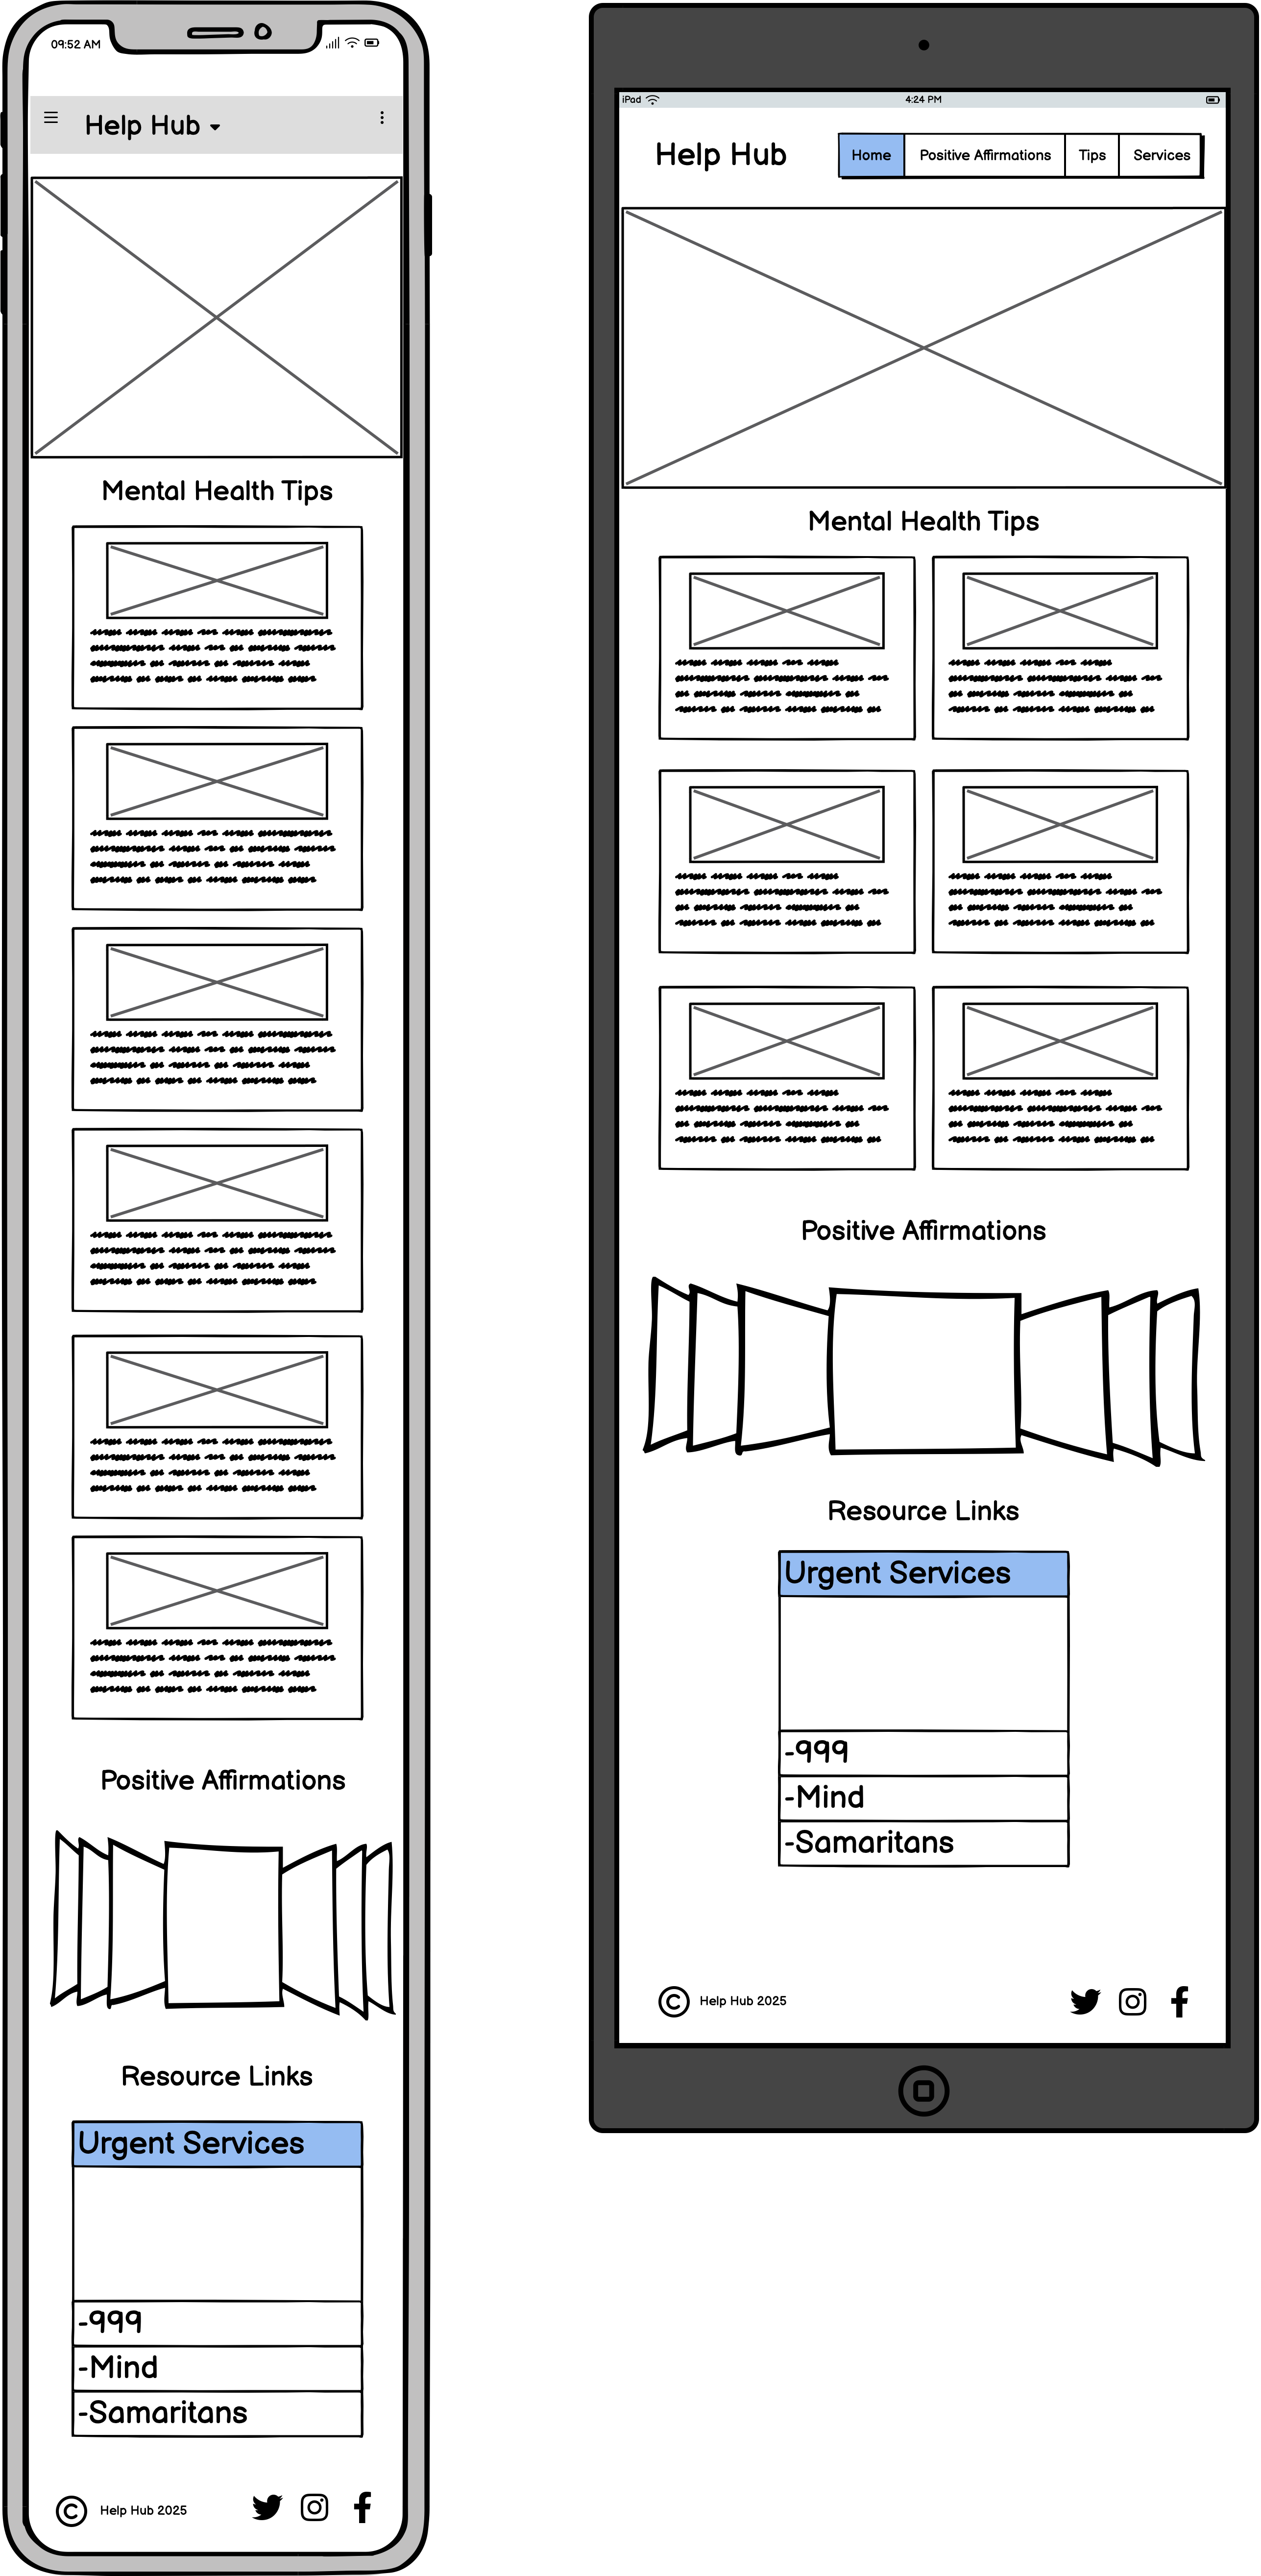 09:52 AM
Help Hub
Mental Health Tips
Positive Affirmations
Resource Links
Urgent Services
-999
-Mind
-Samaritans
© Help Hub 2025
iPad
4:24 PM
Help Hub
Home
Positive Affirmations
Tips
Services
Mental Health Tips
Positive Affirmations
Resource Links
Urgent Services
-999
-Mind
-Samaritans
© Help Hub 2025